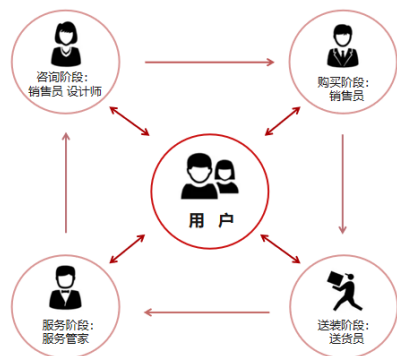 咨询阶段:
销售员 设计师
购买阶段:
销售员
用 户
服务阶段:
服务管家
送装阶段:
送货员